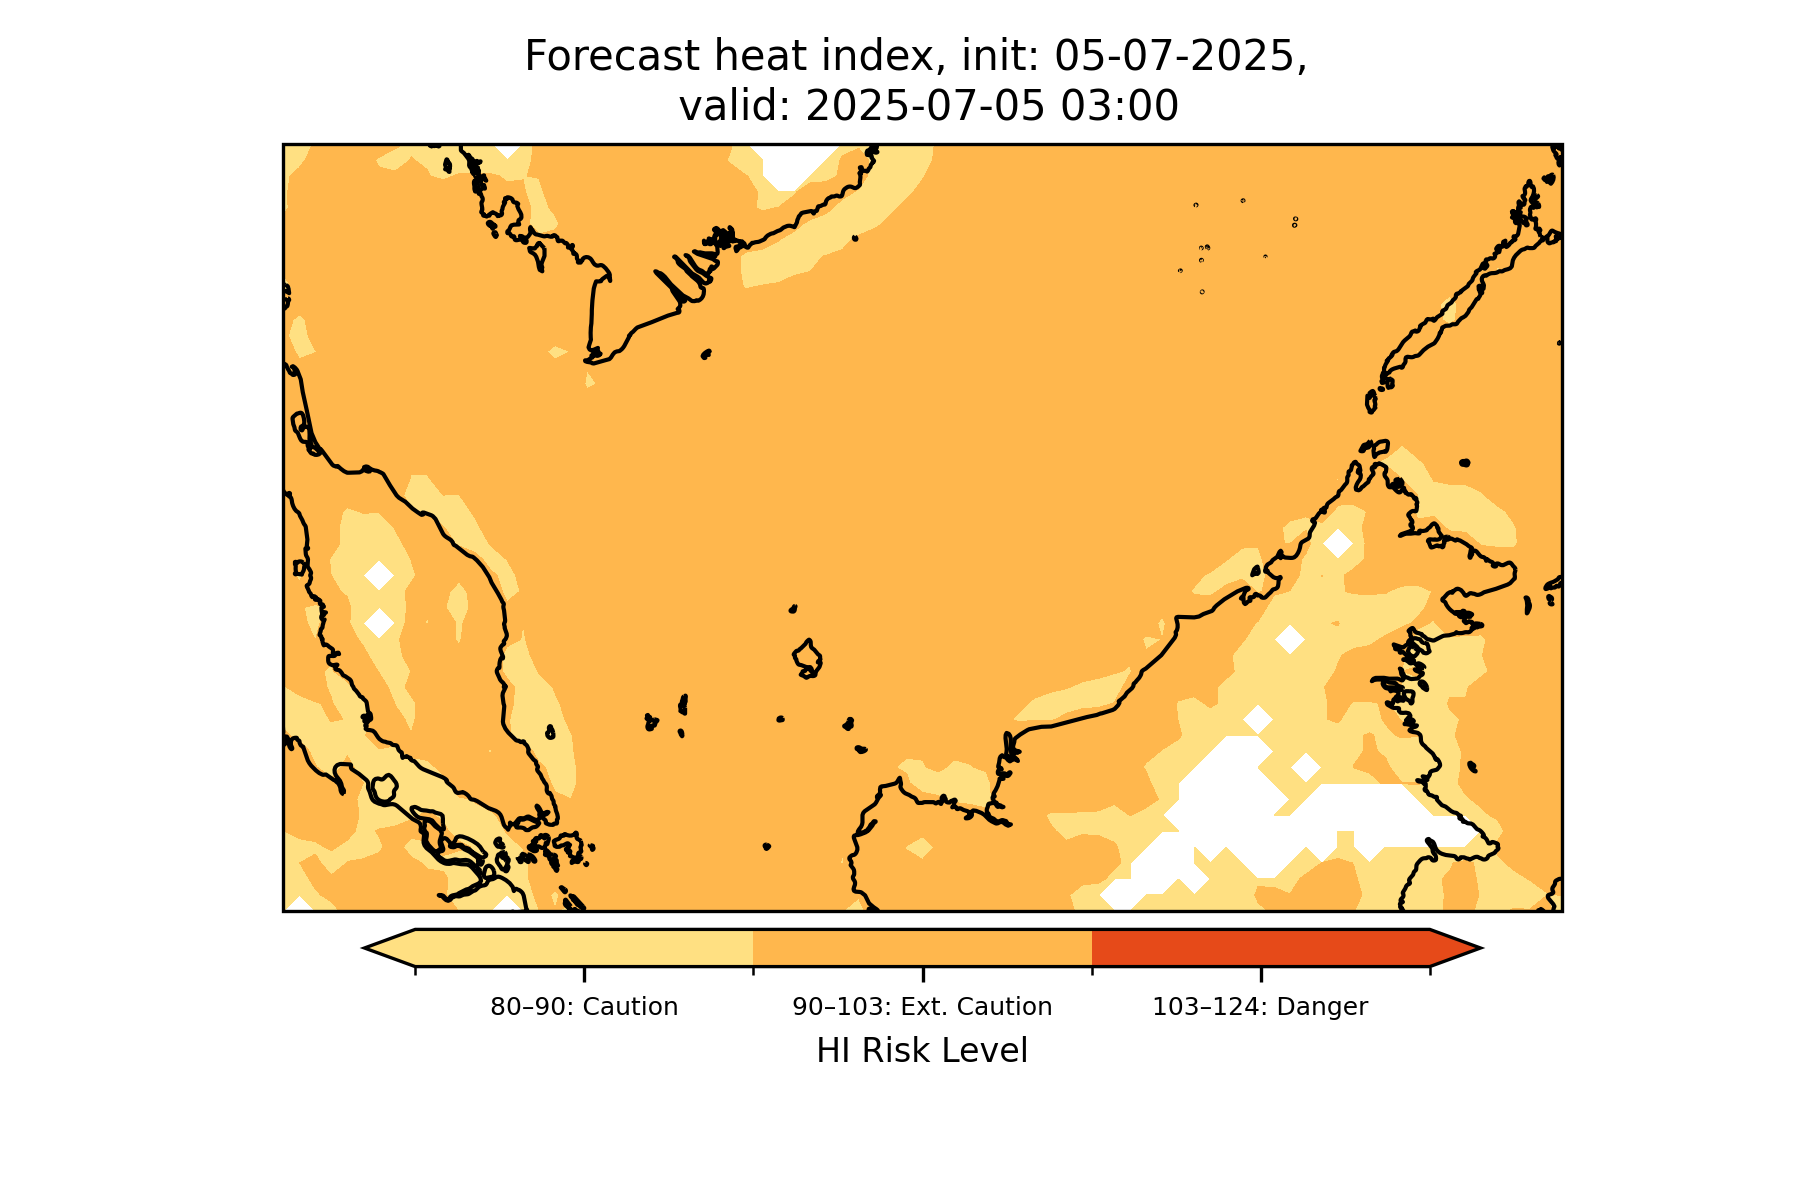 Forecast heat index, init: 05-07-2025,
valid: 2025-07-05 03:00
80–90: Caution
90–103: Ext. Caution
103–124: Danger
HI Risk Level